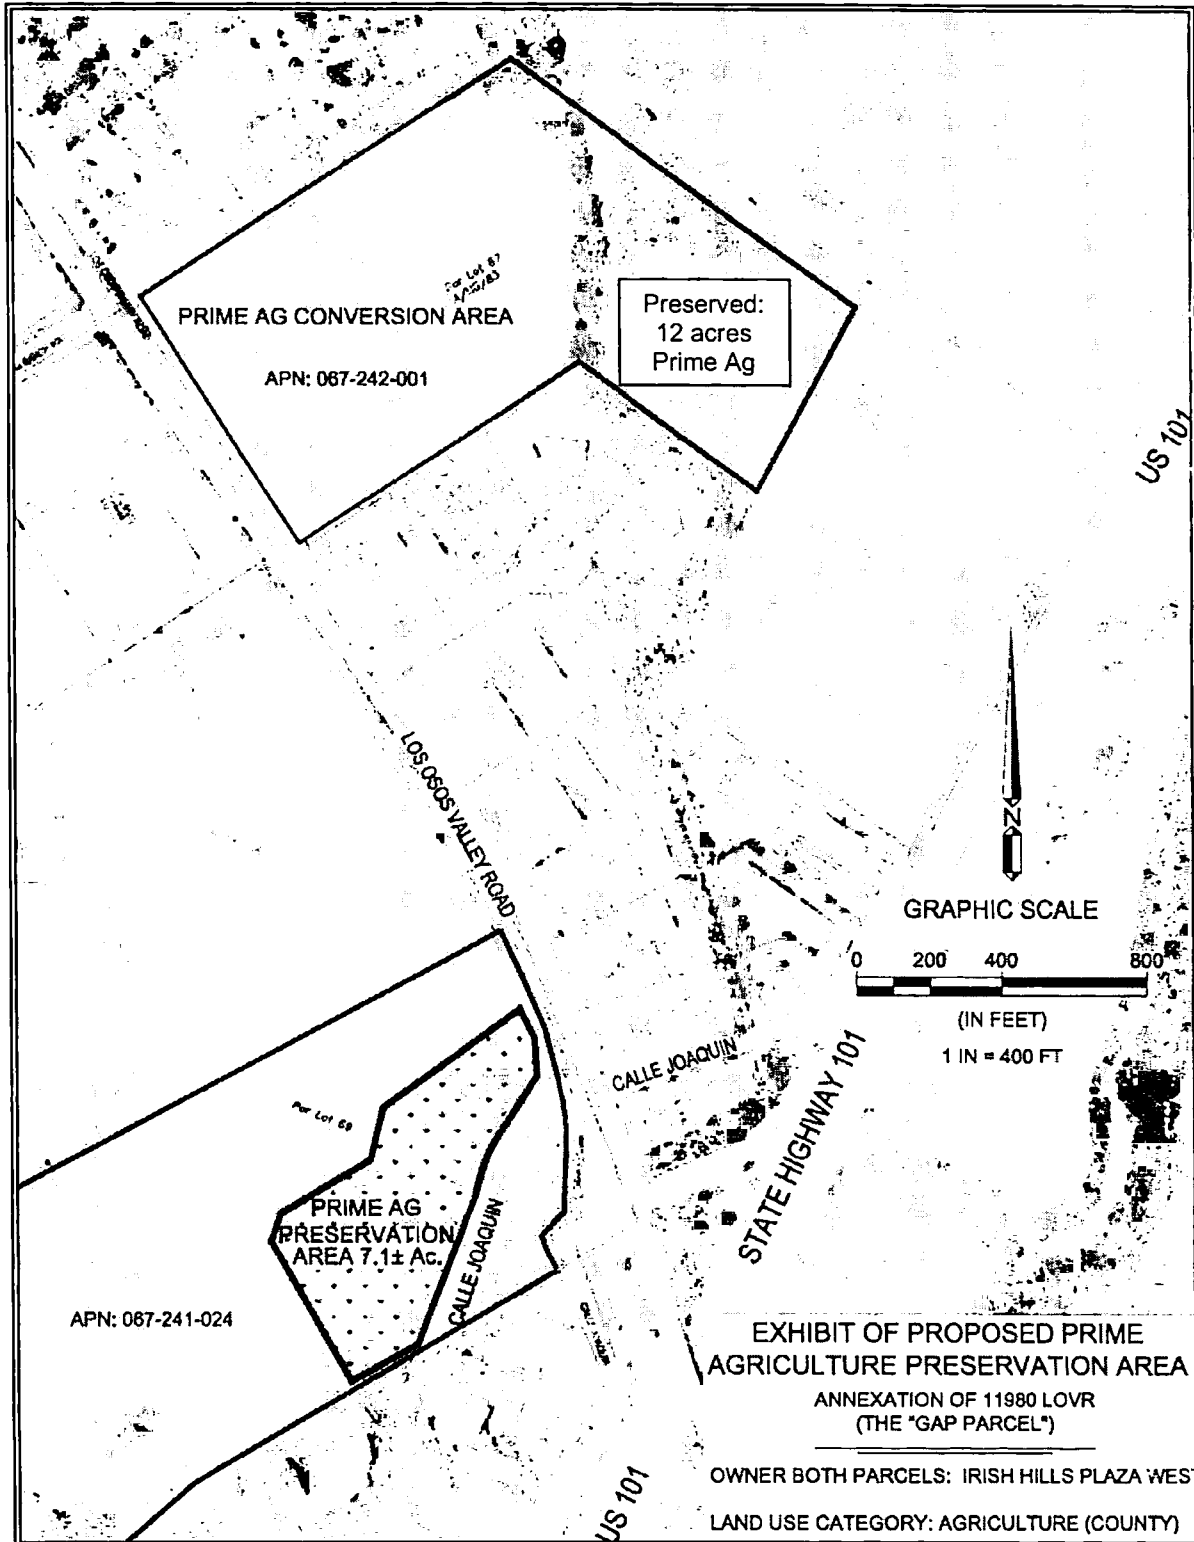 Por Lot 67
PRIME AG CONVERSION AREA
APN: 067-242-001
Preserved:
12 acres
Prime Ag
US 101
LOS OSOS VALLEY ROAD
GRAPHIC SCALE
0 200 400 800
(IN FEET)
1 IN = 400 FT
N
CALLE JOAQUIN
STATE HIGHWAY 101
Por Lot 69
PRIME AG
PRESERVATION
AREA 7.1± Ac.
CALLE JOAQUIN
APN: 067-241-024
US 101
EXHIBIT OF PROPOSED PRIME
AGRICULTURE PRESERVATION AREA
ANNEXATION OF 11980 LOVR
(THE "GAP PARCEL")
OWNER BOTH PARCELS: IRISH HILLS PLAZA WEST
LAND USE CATEGORY: AGRICULTURE (COUNTY)